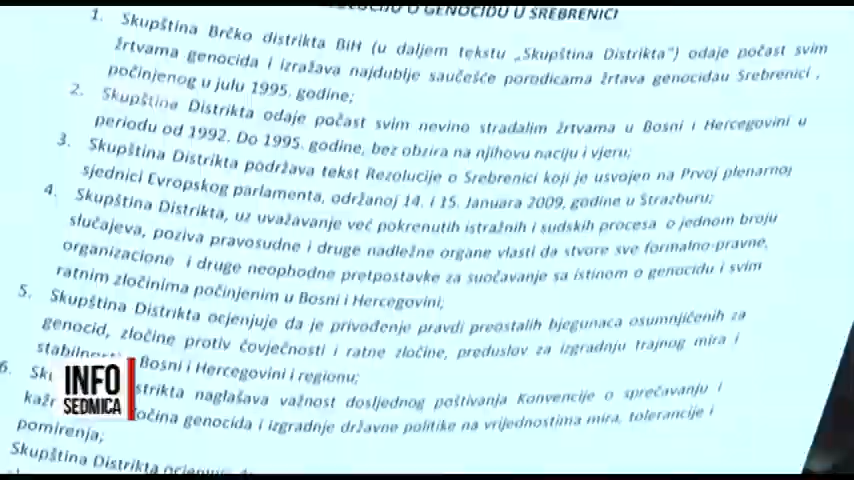 REZOLUCIJU O GENOCIDU U SREBRENICI
1. Skupština Brčko distrikta BiH (u daljem tekstu „Skupština Distrikta") odaje počast svim
žrtvama genocida i izražava najdublje saučešće porodicama žrtava genocidau Srebrenici ,
počinjenog u julu 1995. godine;
2. Skupština Distrikta odaje počast svim nevino stradalim žrtvama u Bosni i Hercegovini u
periodu od 1992. Do 1995. godine, bez obzira na njihovu naciju i vjeru;
3. Skupština Distrikta podržava tekst Rezolucije o Srebrenici koji je usvojen na Prvoj plenarnoj
sjednici Evropskog parlamenta, održanoj 14. i 15. Januara 2009, godine u Štrazburu;
4. Skupština Distrikta, uz uvažavanje već pokrenutih istražnih i sudskih procesa o jednom broju
slučajeva, poziva pravosudne i druge nadležne organe vlasti da stvore sve formalno-pravne,
organizacione i druge neophodne pretpostavke za suočavanje sa istinom o genocidu i svim
ratnim zločinima počinjenim u Bosni i Hercegovini;
5. Skupština Distrikta ocjenjuje da je privođenje pravdi preostalih bjegunaca osumnjičenih za
genocid, zločine protiv čovječnosti i ratne zločine, preduslov za izgradnju trajnog mira i
Bosni i Hercegovini i regionu;
6. strikta naglašava važnost dosljednog poštivanja Konvencije o sprečavanju i
očina genocida i izgradnje državne politike na vrijednostima mira, tolerancije i
pomirenja;
Skupština Distrikta
INFO
SEDMICA